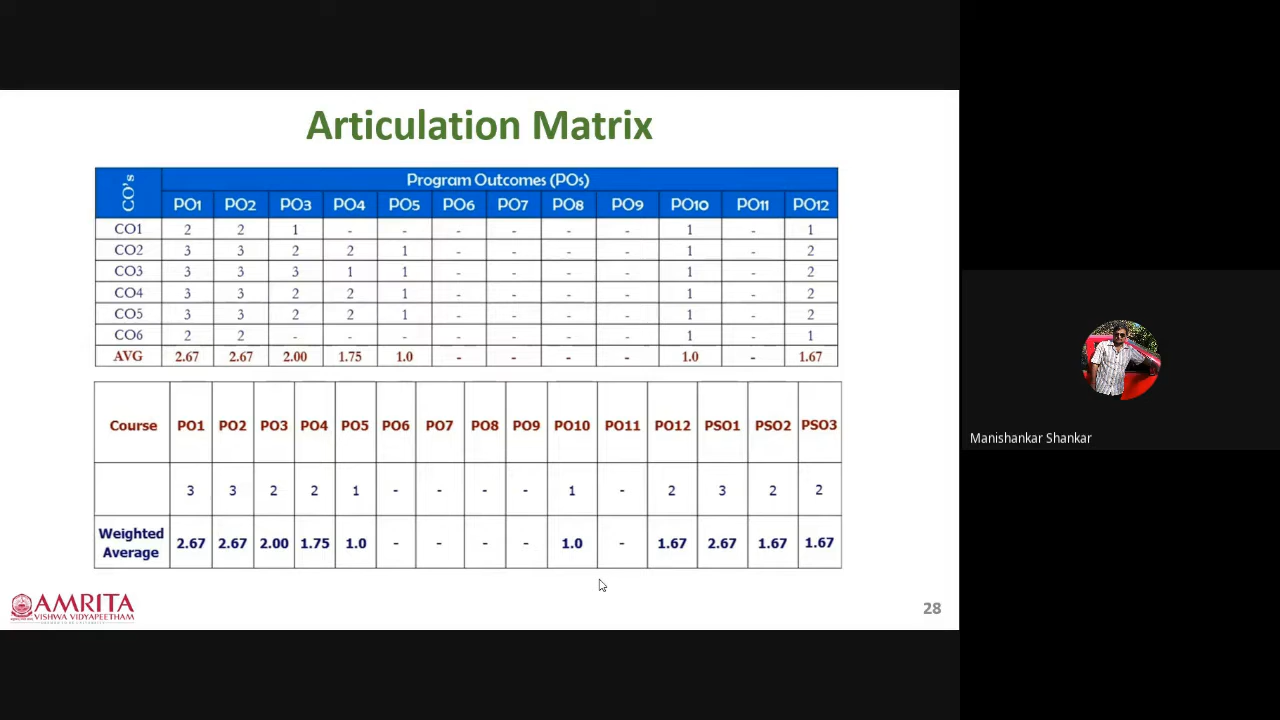 Articulation Matrix
CO's Program Outcomes (POs)
PO1 PO2 PO3 PO4 PO5 PO6 PO7 PO8 PO9 PO10 PO11 PO12
CO1 2 2 1 - - - - - - 1 - 1
CO2 3 3 2 2 1 - - - - 1 - 2
CO3 3 3 3 1 1 - - - - 1 - 2
CO4 3 3 2 2 1 - - - - 1 - 2
CO5 3 3 2 2 1 - - - - 1 - 2
CO6 2 2 - - - - - - - 1 - 1
AVG 2.67 2.67 2.00 1.75 1.0 - - - - 1.0 - 1.67
Course PO1 PO2 PO3 PO4 PO5 PO6 PO7 PO8 PO9 PO10 PO11 PO12 PSO1 PSO2 PSO3
3 3 2 2 1 - - - - 1 - 2 3 2 2
Weighted Average 2.67 2.67 2.00 1.75 1.0 - - - - 1.0 - 1.67 2.67 1.67 1.67
AMRITA
VISHWA VIDYAPEETHAM
28
Manishankar Shankar